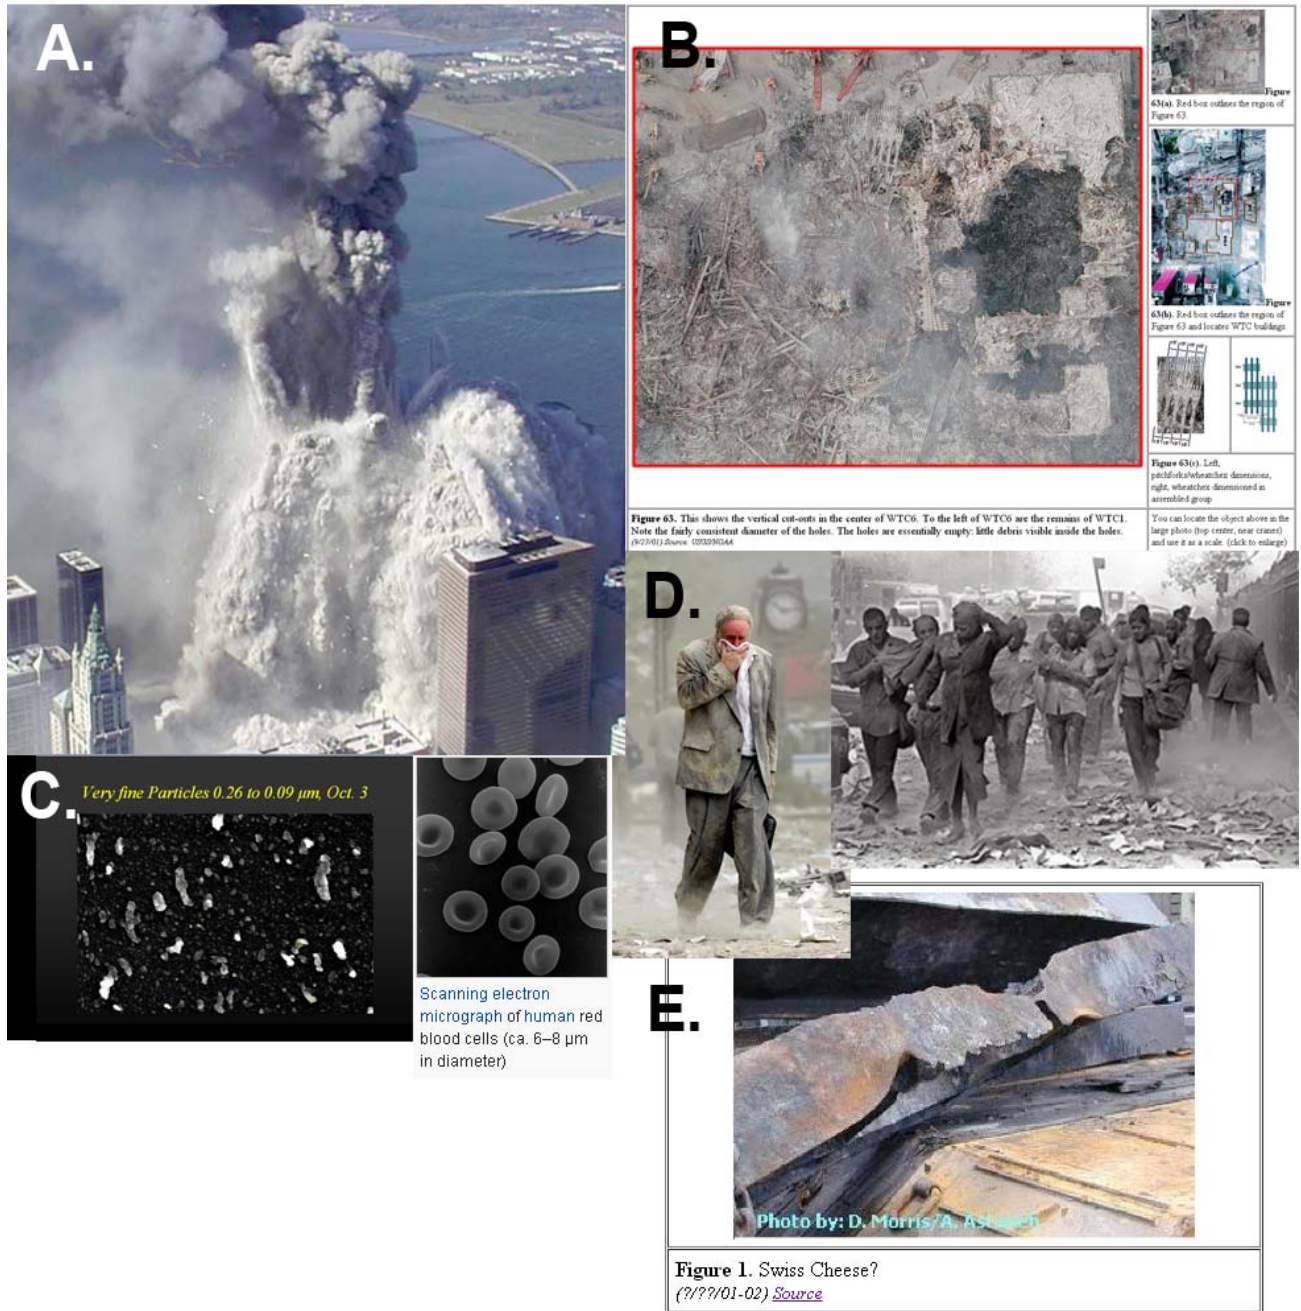 A.
B.
Figure
63(a). Red box outlines the region of
Figure 63.
Figure
63(b). Red box outlines the region of
Figure 63 and locates WTC buildings.
Figure 63(c). Left,
pitchforks/wheatchex dimensions,
right, wheatchex dimensioned in
assembled group
Figure 63. This shows the vertical cut-outs in the center of WTC6. To the left of WTC6 are the remains of WTC1.
Note the fairly consistent diameter of the holes. The holes are essentially empty: little debris visible inside the holes.
(9/23/01) Source:
You can locate the object above in the
large photo (top center, near cranes)
and use it as a scale. (click to enlarge)
C.
Very fine Particles 0.26 to 0.09 µm, Oct. 3
Scanning electron
micrograph of human red
blood cells (ca. 6–8 µm
in diameter)
D.
E.
Photo by: D. Morris/A.
Figure 1. Swiss Cheese?
(?/??/01-02) Source